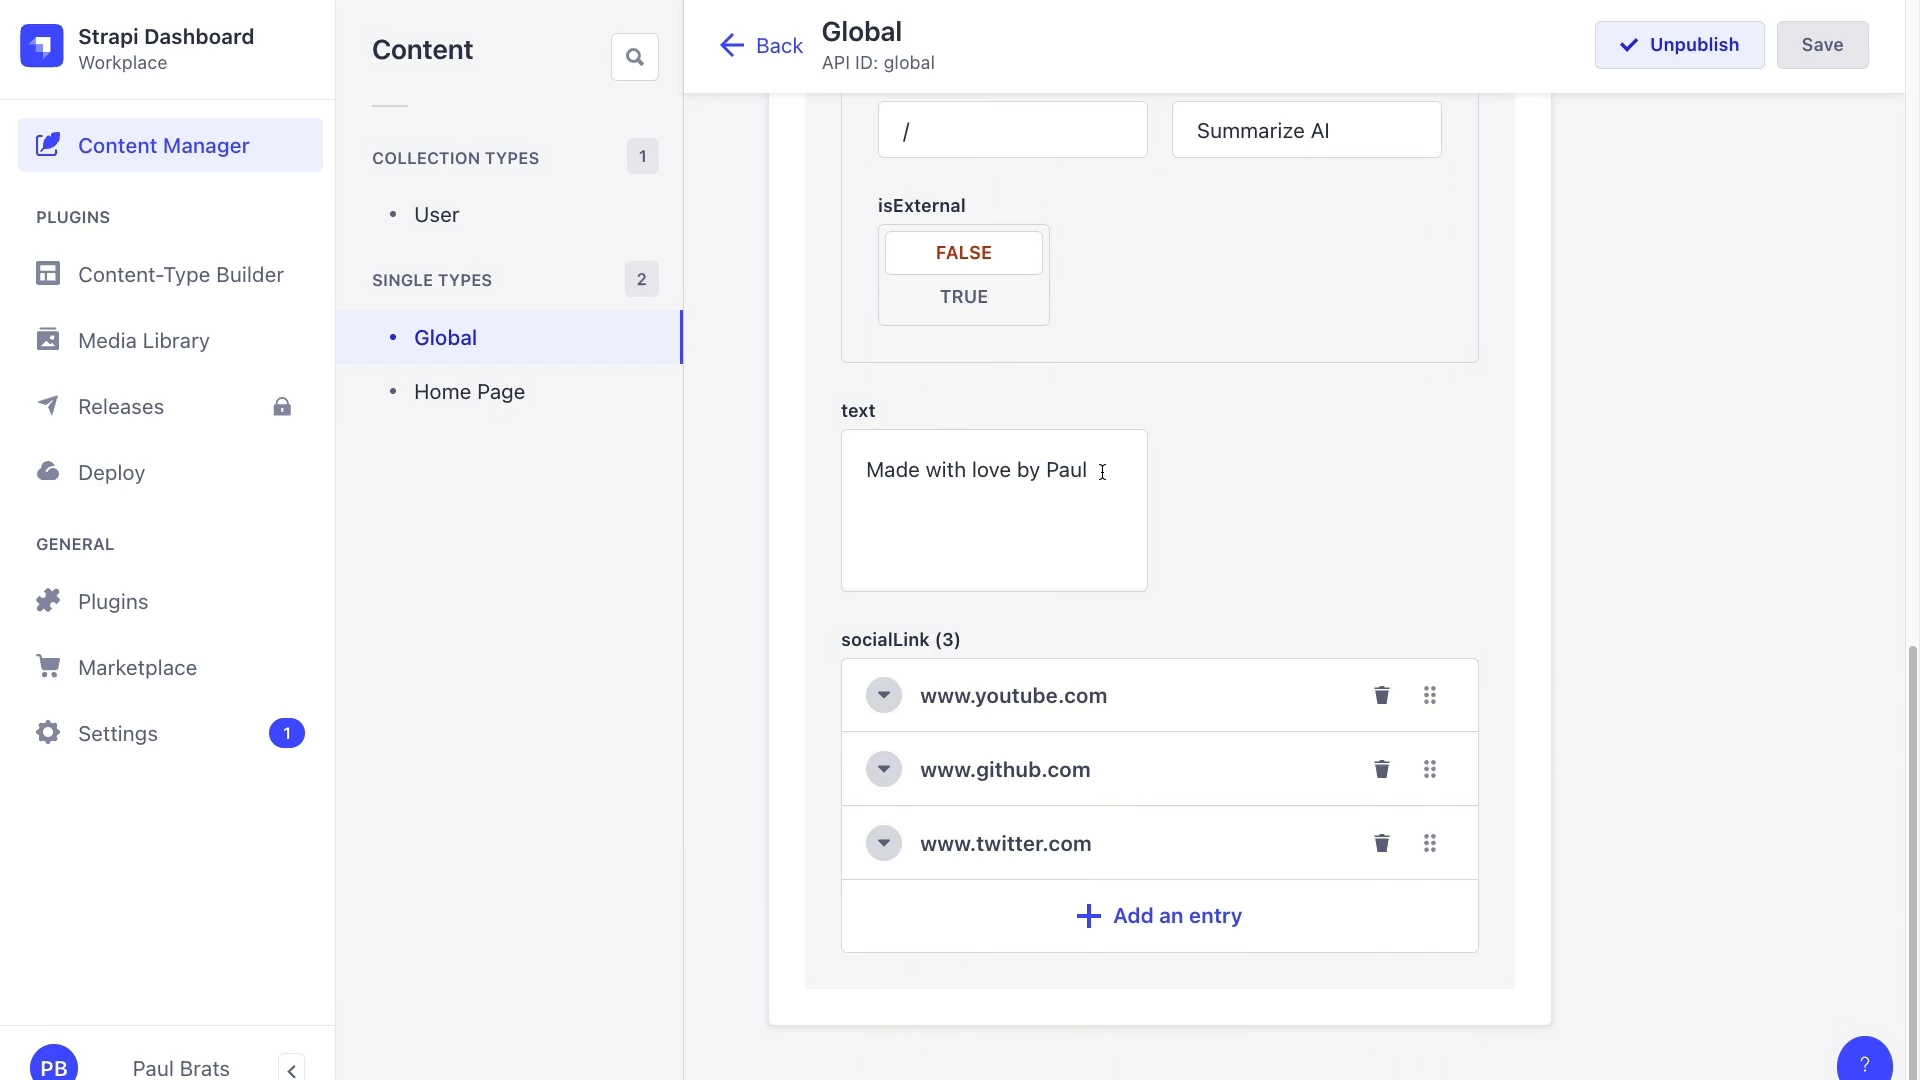 Strapi Dashboard
Workplace
Content Manager
PLUGINS
Content-Type Builder
Media Library
Releases
Deploy
GENERAL
Plugins
Marketplace
Settings
1
PB
Paul Brats
Content
COLLECTION TYPES
1
User
SINGLE TYPES
2
Global
Home Page
Back
Global
API ID: global
Unpublish
Save
/
Summarize AI
isExternal
FALSE
TRUE
text
Made with love by Paul
socialLink (3)
www.youtube.com
www.github.com
www.twitter.com
Add an entry
?